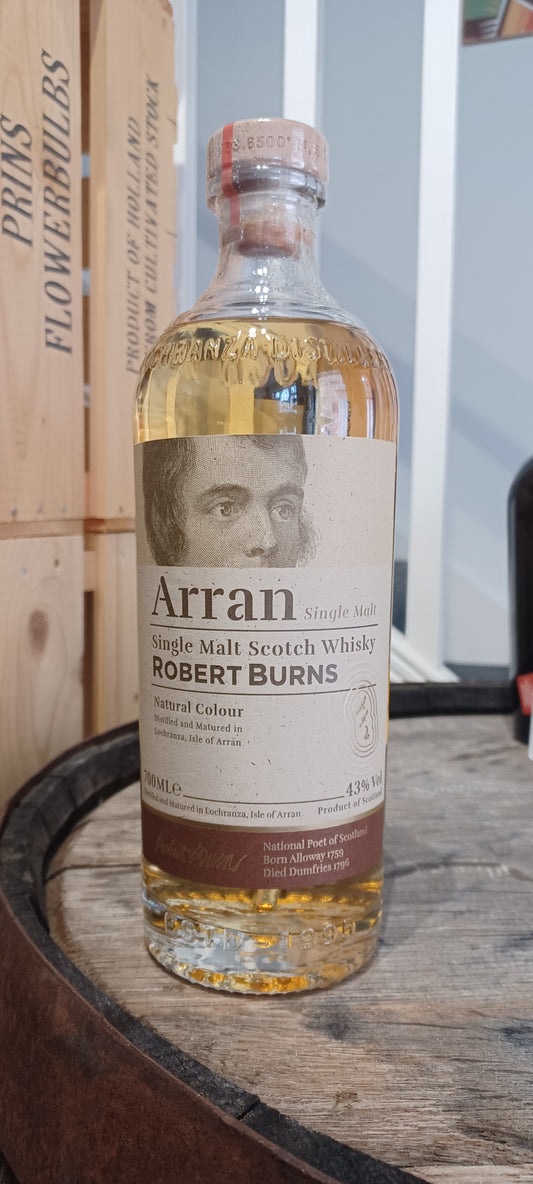 PRINS
FLOWERBULBS
PRODUCT OF HOLLAND
FROM CULTIVATED STOCK
LOCHRANZA DISTILLERY
Arran Single Malt
Single Malt Scotch Whisky
ROBERT BURNS
Natural Colour
Distilled and Matured in
Lochranza, Isle of Arran
700ML℮ 43% Vol
Distilled and Matured in Lochranza, Isle of Arran Product of Scotland
Robert Burns
National Poet of Scotland
Born Alloway 1759
Died Dumfries 1796
ESTD 1995